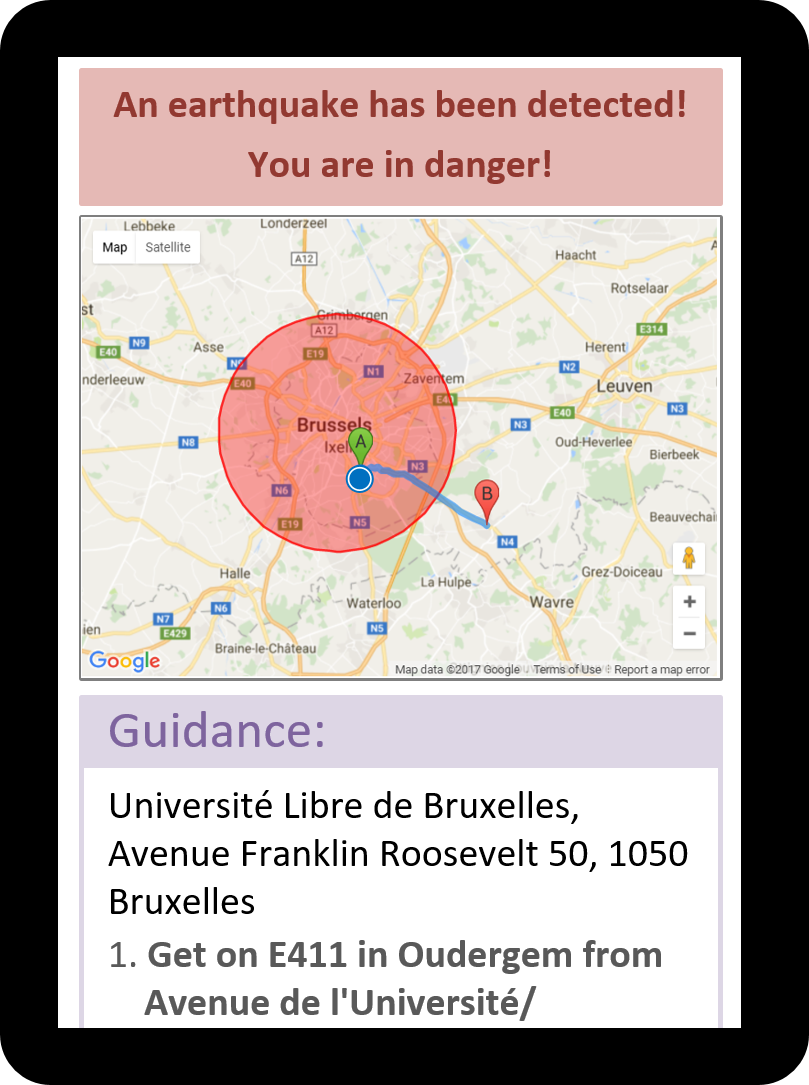 An earthquake has been detected!
You are in danger!
Lebbeke
Londerzeel
Map Satellite
A12
Haacht
Rotselaar
st
Grimbergen
A12
E314
N9
E40
Asse
E19
Herent
N9
N1
N2
nderleeuw
E40
Zaventem
Leuven
E40
E40
N3
Brussels
N3
N8
A
Oud-Heverlee
Bierbeek
N3
N6
B
E19
N5
Beauvechai
N4
Halle
La Hulpe
Grez-Doiceau
N6
Waterloo
Wavre
+
N7
ien
E429
N5
−
Braine-le-Château
Google
Map data ©2017 Google
Terms of Use
Report a map error
Guidance:
Université Libre de Bruxelles,
Avenue Franklin Roosevelt 50, 1050
Bruxelles
1. Get on E411 in Oudergem from
Avenue de l'Université/